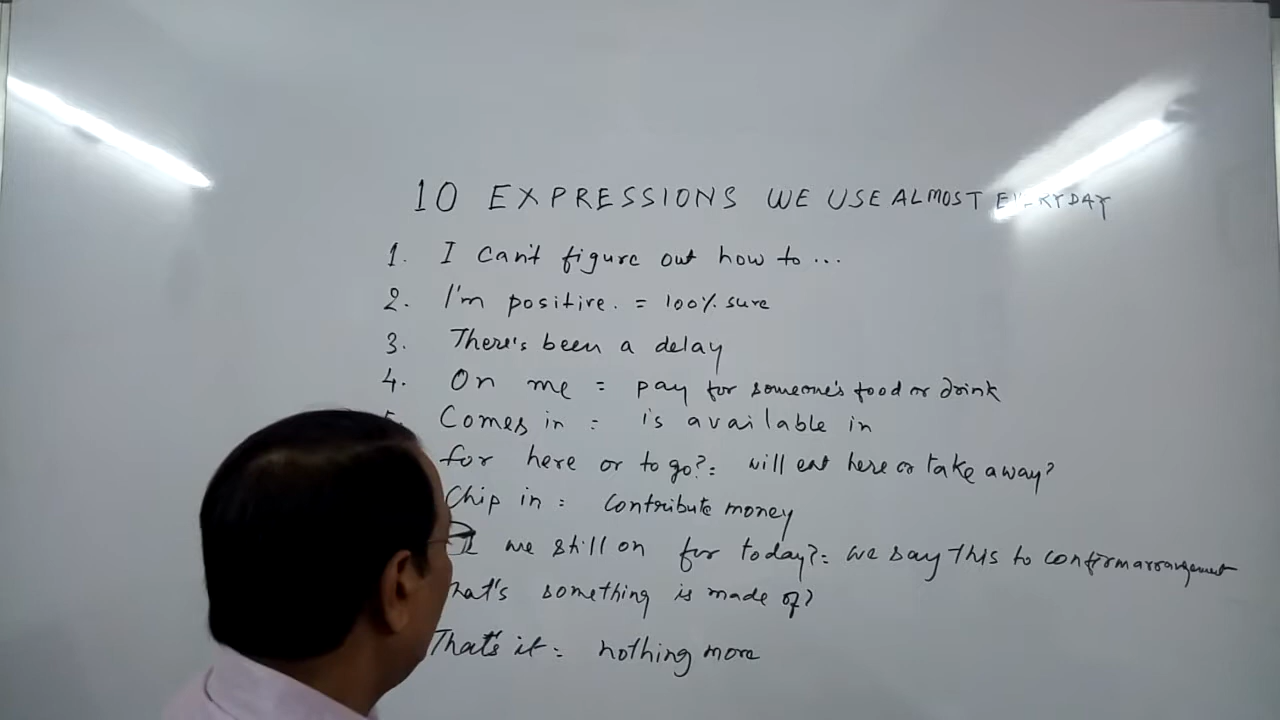 10 EXPRESSIONS WE USE ALMOST EVERYDAY
1. I can't figure out how to ...
2. I'm positive. = 100% sure
3. There's been a delay
4. On me = pay for someone's food or drink
5. Comes in = is available in
for here or to go? = will eat here or take away?
Chip in = contribute money
we still on for today? = we say this to confirm arrangement
hat's something is made of?
That's it = nothing more